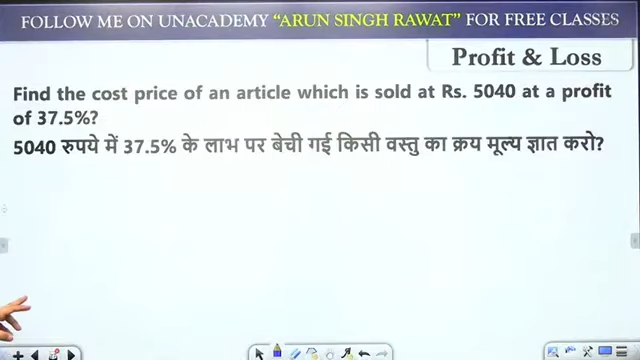 FOLLOW ME ON UNACADEMY “ARUN SINGH RAWAT” FOR FREE CLASSES
Profit & Loss
Find the cost price of an article which is sold at Rs. 5040 at a profit
of 37.5%?
5040 रुपये में 37.5% के लाभ पर बेची गई किसी वस्तु का क्रय मूल्य ज्ञात करो?